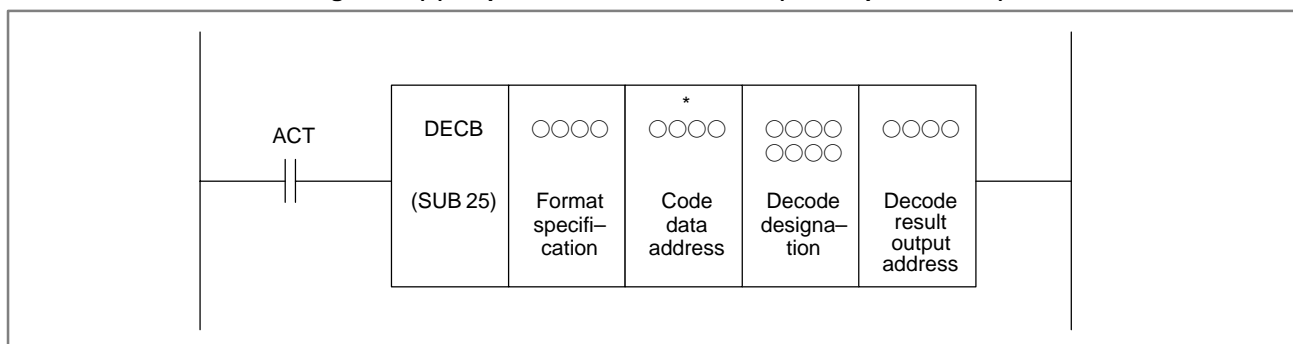 ACT
DECB
(SUB 25)
○○○○
Format
specifi–
cation
*
○○○○
Code
data
address
○○○○
○○○○
Decode
designa–
tion
○○○○
Decode
result
output
address